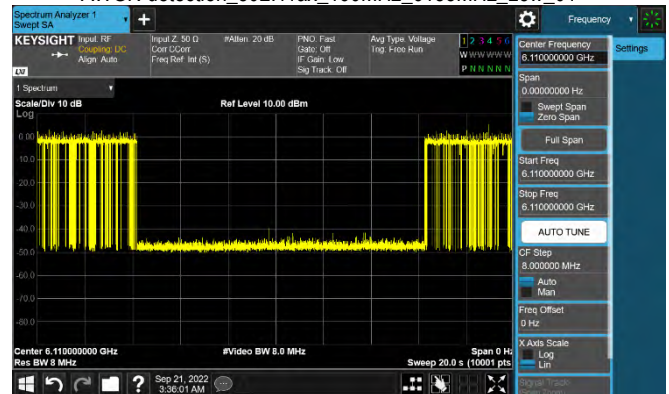 Spectrum Analyzer 1
Swept SA
+
Frequency
KEYSIGHT
Input: RF
Coupling: DC
Align: Auto
Input Z: 50 Ω
Corr CCorr
Freq Ref: Int (S)
#Atten: 20 dB
PNO: Fast
Gate: Off
IF Gain: Low
Sig Track: Off
Avg Type: Voltage
Trig: Free Run
1 2 3 4 5 6
W W W W W W
P N N N N N
LXI
Center Frequency
6.110000000 GHz
Settings
Span
0.00000000 Hz
Swept Span
Zero Span
Full Span
Start Freq
6.110000000 GHz
Stop Freq
6.110000000 GHz
AUTO TUNE
CF Step
8.000000 MHz
Auto
Man
Freq Offset
0 Hz
X Axis Scale
Log
Lin
1 Spectrum
Scale/Div 10 dB
Ref Level 10.00 dBm
Log
0.00
-10.0
-20.0
-30.0
-40.0
-50.0
-60.0
-80.0
Center 6.110000000 GHz
#Video BW 8.0 MHz
Span 0 Hz
Res BW 8 MHz
Sweep 20.0 s (10001 pts
?
Sep 21, 2022
3:36:01 AM